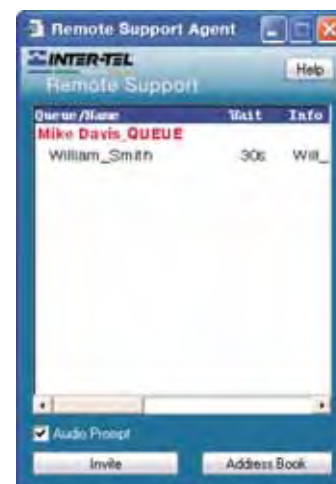 Remote Support Agent
INTER-TEL
Help
Remote Support
Queue/Name Wait Info
Mike Davis_QUEUE
William_Smith 30s Will_
Audio Prompt
Invite Address Book